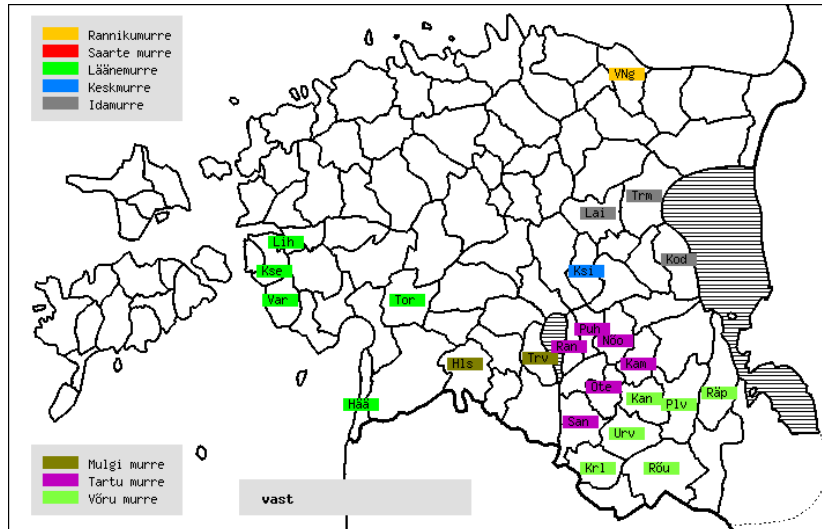 Rannikumurre
Saarte murre
Läänemurre
Keskmurre
Idamurre
VNg
Trm
Lai
Lih
Kod
Kse
Ksi
Var
Tor
Puh
Nõo
Ran
Trv
Hls
Kam
Ote
Räp
Kan
Plv
Hää
San
Urv
Krl
Rõu
Mulgi murre
Tartu murre
Võru murre
vast